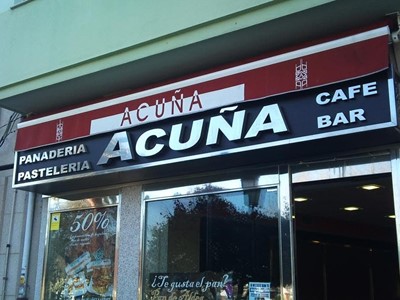 ACUÑA
PANADERIA
PASTELERIA
ACUÑA
CAFE
BAR
50%
¿Te gusta el pan?